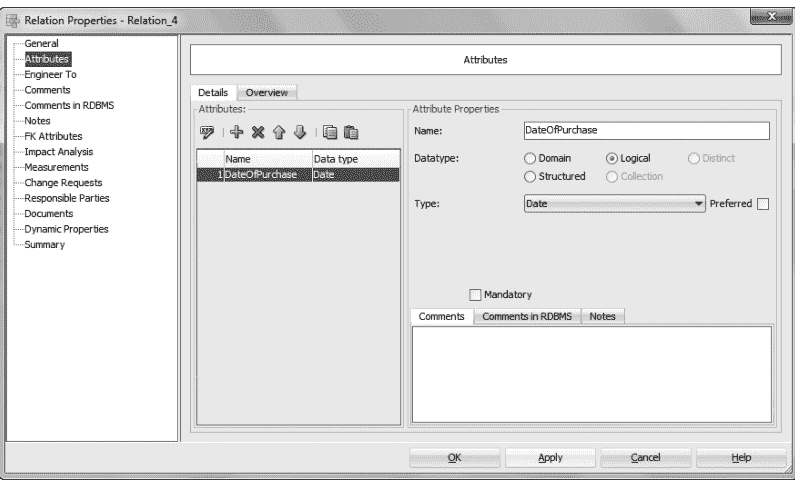 Relation Properties - Relation_4
General
Attributes
Engineer To
Comments
Comments in RDBMS
Notes
FK Attributes
Impact Analysis
Measurements
Change Requests
Responsible Parties
Documents
Dynamic Properties
Summary
Attributes
Details Overview
Attributes:
Name Data type
1 DateOfPurchase Date
Attribute Properties
Name: DateOfPurchase
Datatype: Domain Logical Distinct
Structured Collection
Type: Date Preferred
Mandatory
Comments Comments in RDBMS Notes
OK Apply Cancel Help